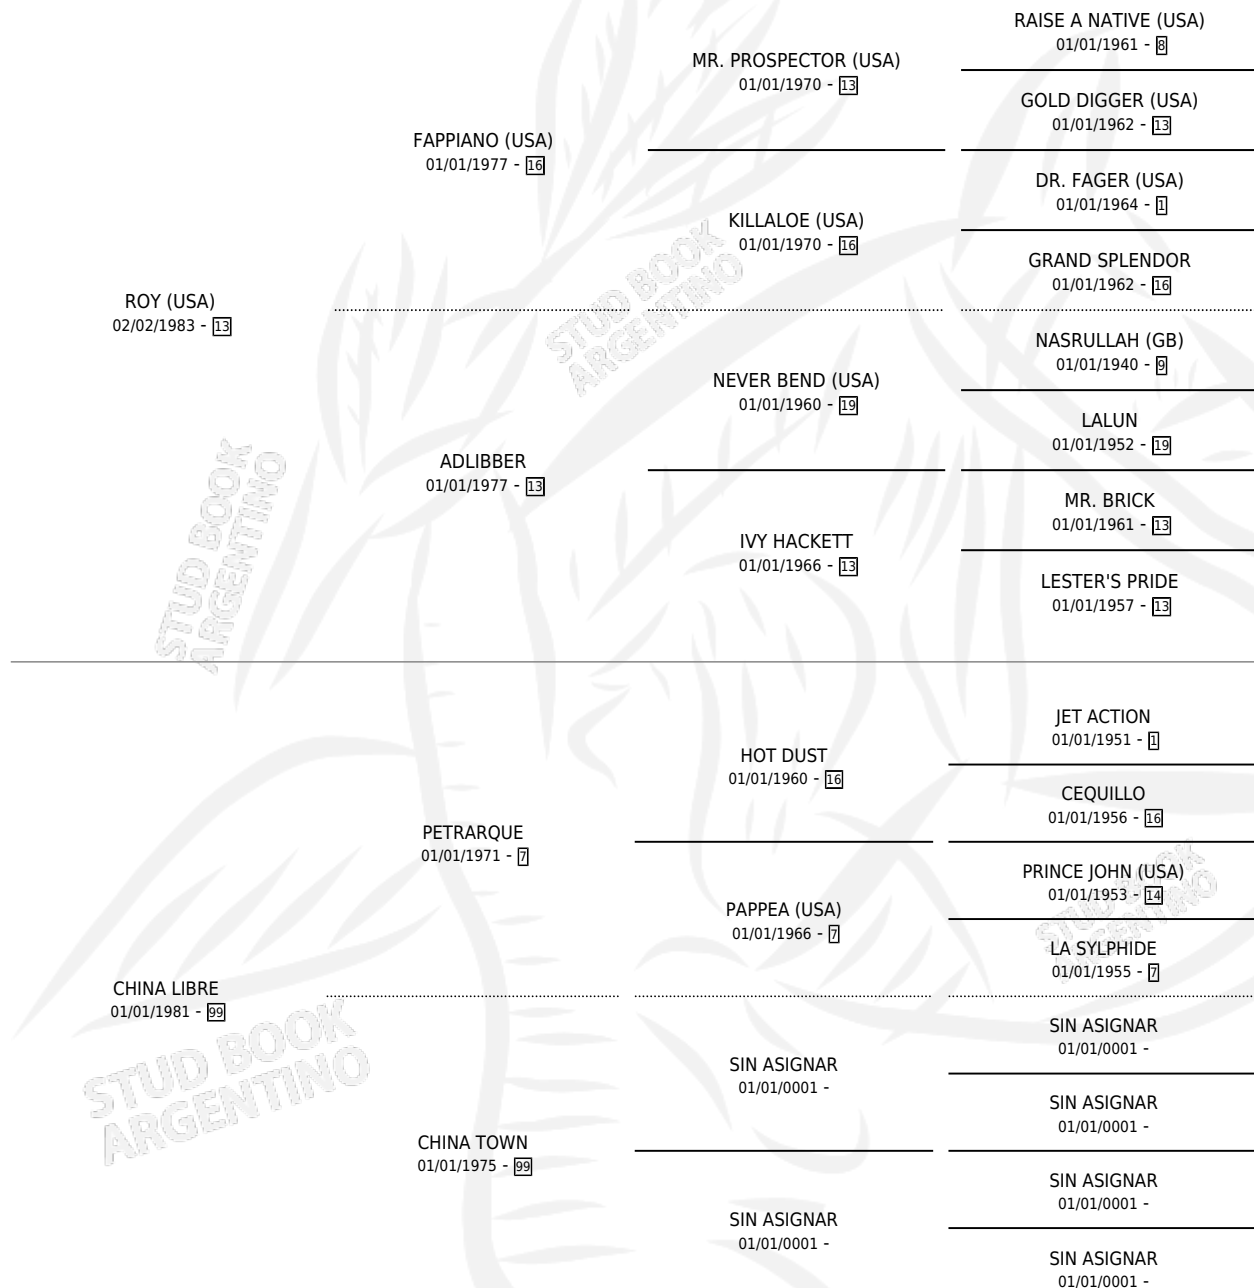 RAISE A NATIVE (USA)
01/01/1961 - 8
MR. PROSPECTOR (USA)
01/01/1970 - 13
GOLD DIGGER (USA)
01/01/1962 - 13
FAPPIANO (USA)
01/01/1977 - 16
DR. FAGER (USA)
01/01/1964 - 1
KILLALOE (USA)
01/01/1970 - 16
GRAND SPLENDOR
01/01/1962 - 16
ROY (USA)
02/02/1983 - 13
STUD BOOK
ARGENTINO
NASRULLAH (GB)
01/01/1940 - 9
NEVER BEND (USA)
01/01/1960 - 19
LALUN
01/01/1952 - 19
ADLIBBER
01/01/1977 - 13
MR. BRICK
01/01/1961 - 13
IVY HACKETT
01/01/1966 - 13
LESTER'S PRIDE
01/01/1957 - 13
STUD BOOK
ARGENTINO
JET ACTION
01/01/1951 - 1
HOT DUST
01/01/1960 - 16
CEQUILLO
01/01/1956 - 16
PETRARQUE
01/01/1971 - 7
PRINCE JOHN (USA)
01/01/1953 - 14
PAPPEA (USA)
01/01/1966 - 7
STUD BOOK
ARGENTINO
LA SYLPHIDE
01/01/1955 - 7
CHINA LIBRE
01/01/1981 - 99
SIN ASIGNAR
01/01/0001 -
SIN ASIGNAR
01/01/0001 -
STUD BOOK
ARGENTINO
SIN ASIGNAR
01/01/0001 -
CHINA TOWN
01/01/1975 - 99
SIN ASIGNAR
01/01/0001 -
SIN ASIGNAR
01/01/0001 -
SIN ASIGNAR
01/01/0001 -